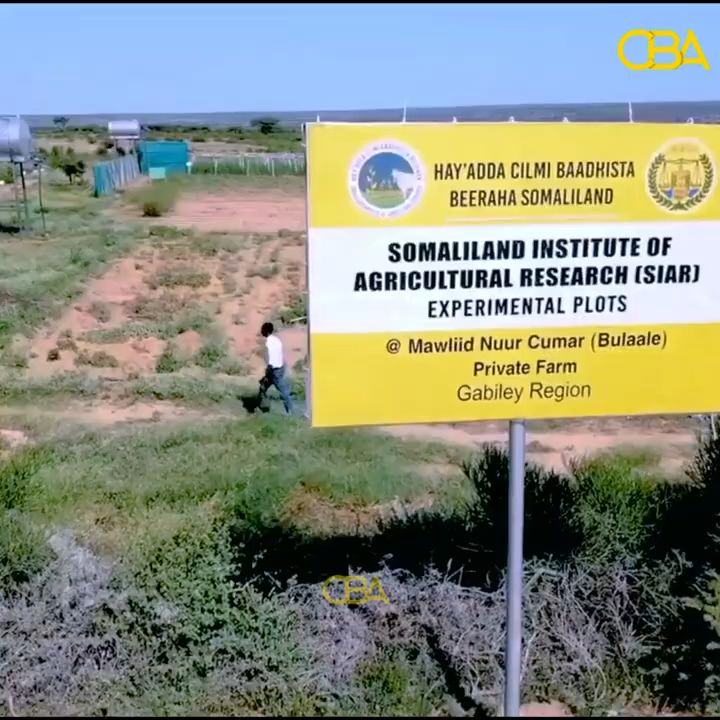 CBA
HAY'ADDA CILMI BAADHISTA
BEERAHA SOMALILAND
SOMALILAND INSTITUTE OF
AGRICULTURAL RESEARCH (SIAR)
EXPERIMENTAL PLOTS
@ Mawliid Nuur Cumar (Bulaale)
Private Farm
Gabiley Region
CBA